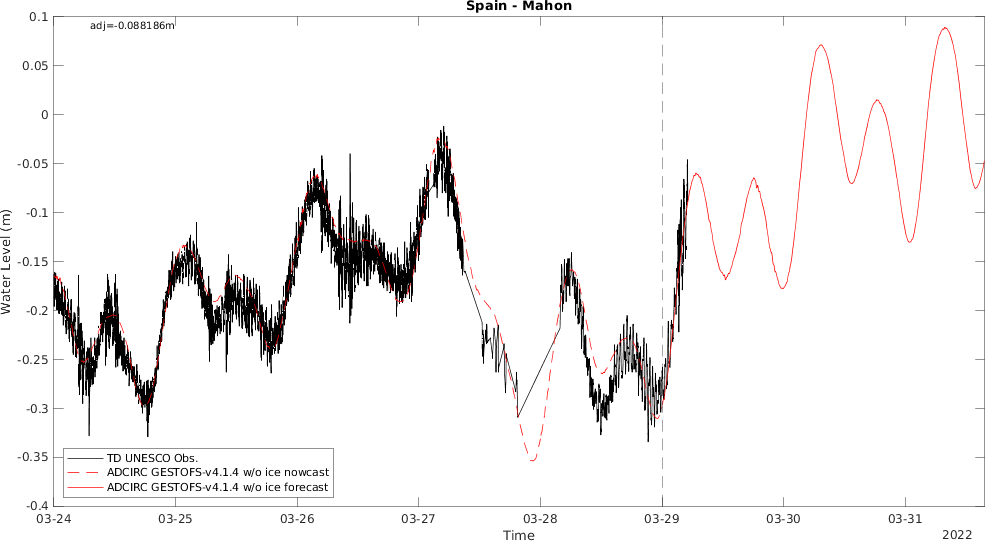 Spain - Mahon
adj=-0.088186m
0.1
0.05
0
-0.05
-0.1
-0.15
-0.2
-0.25
-0.3
-0.35
-0.4
Water Level (m)
TD UNESCO Obs.
ADCIRC GESTOFS-v4.1.4 w/o ice nowcast
ADCIRC GESTOFS-v4.1.4 w/o ice forecast
03-24 03-25 03-26 03-27 03-28 03-29 03-30 03-31
Time
2022